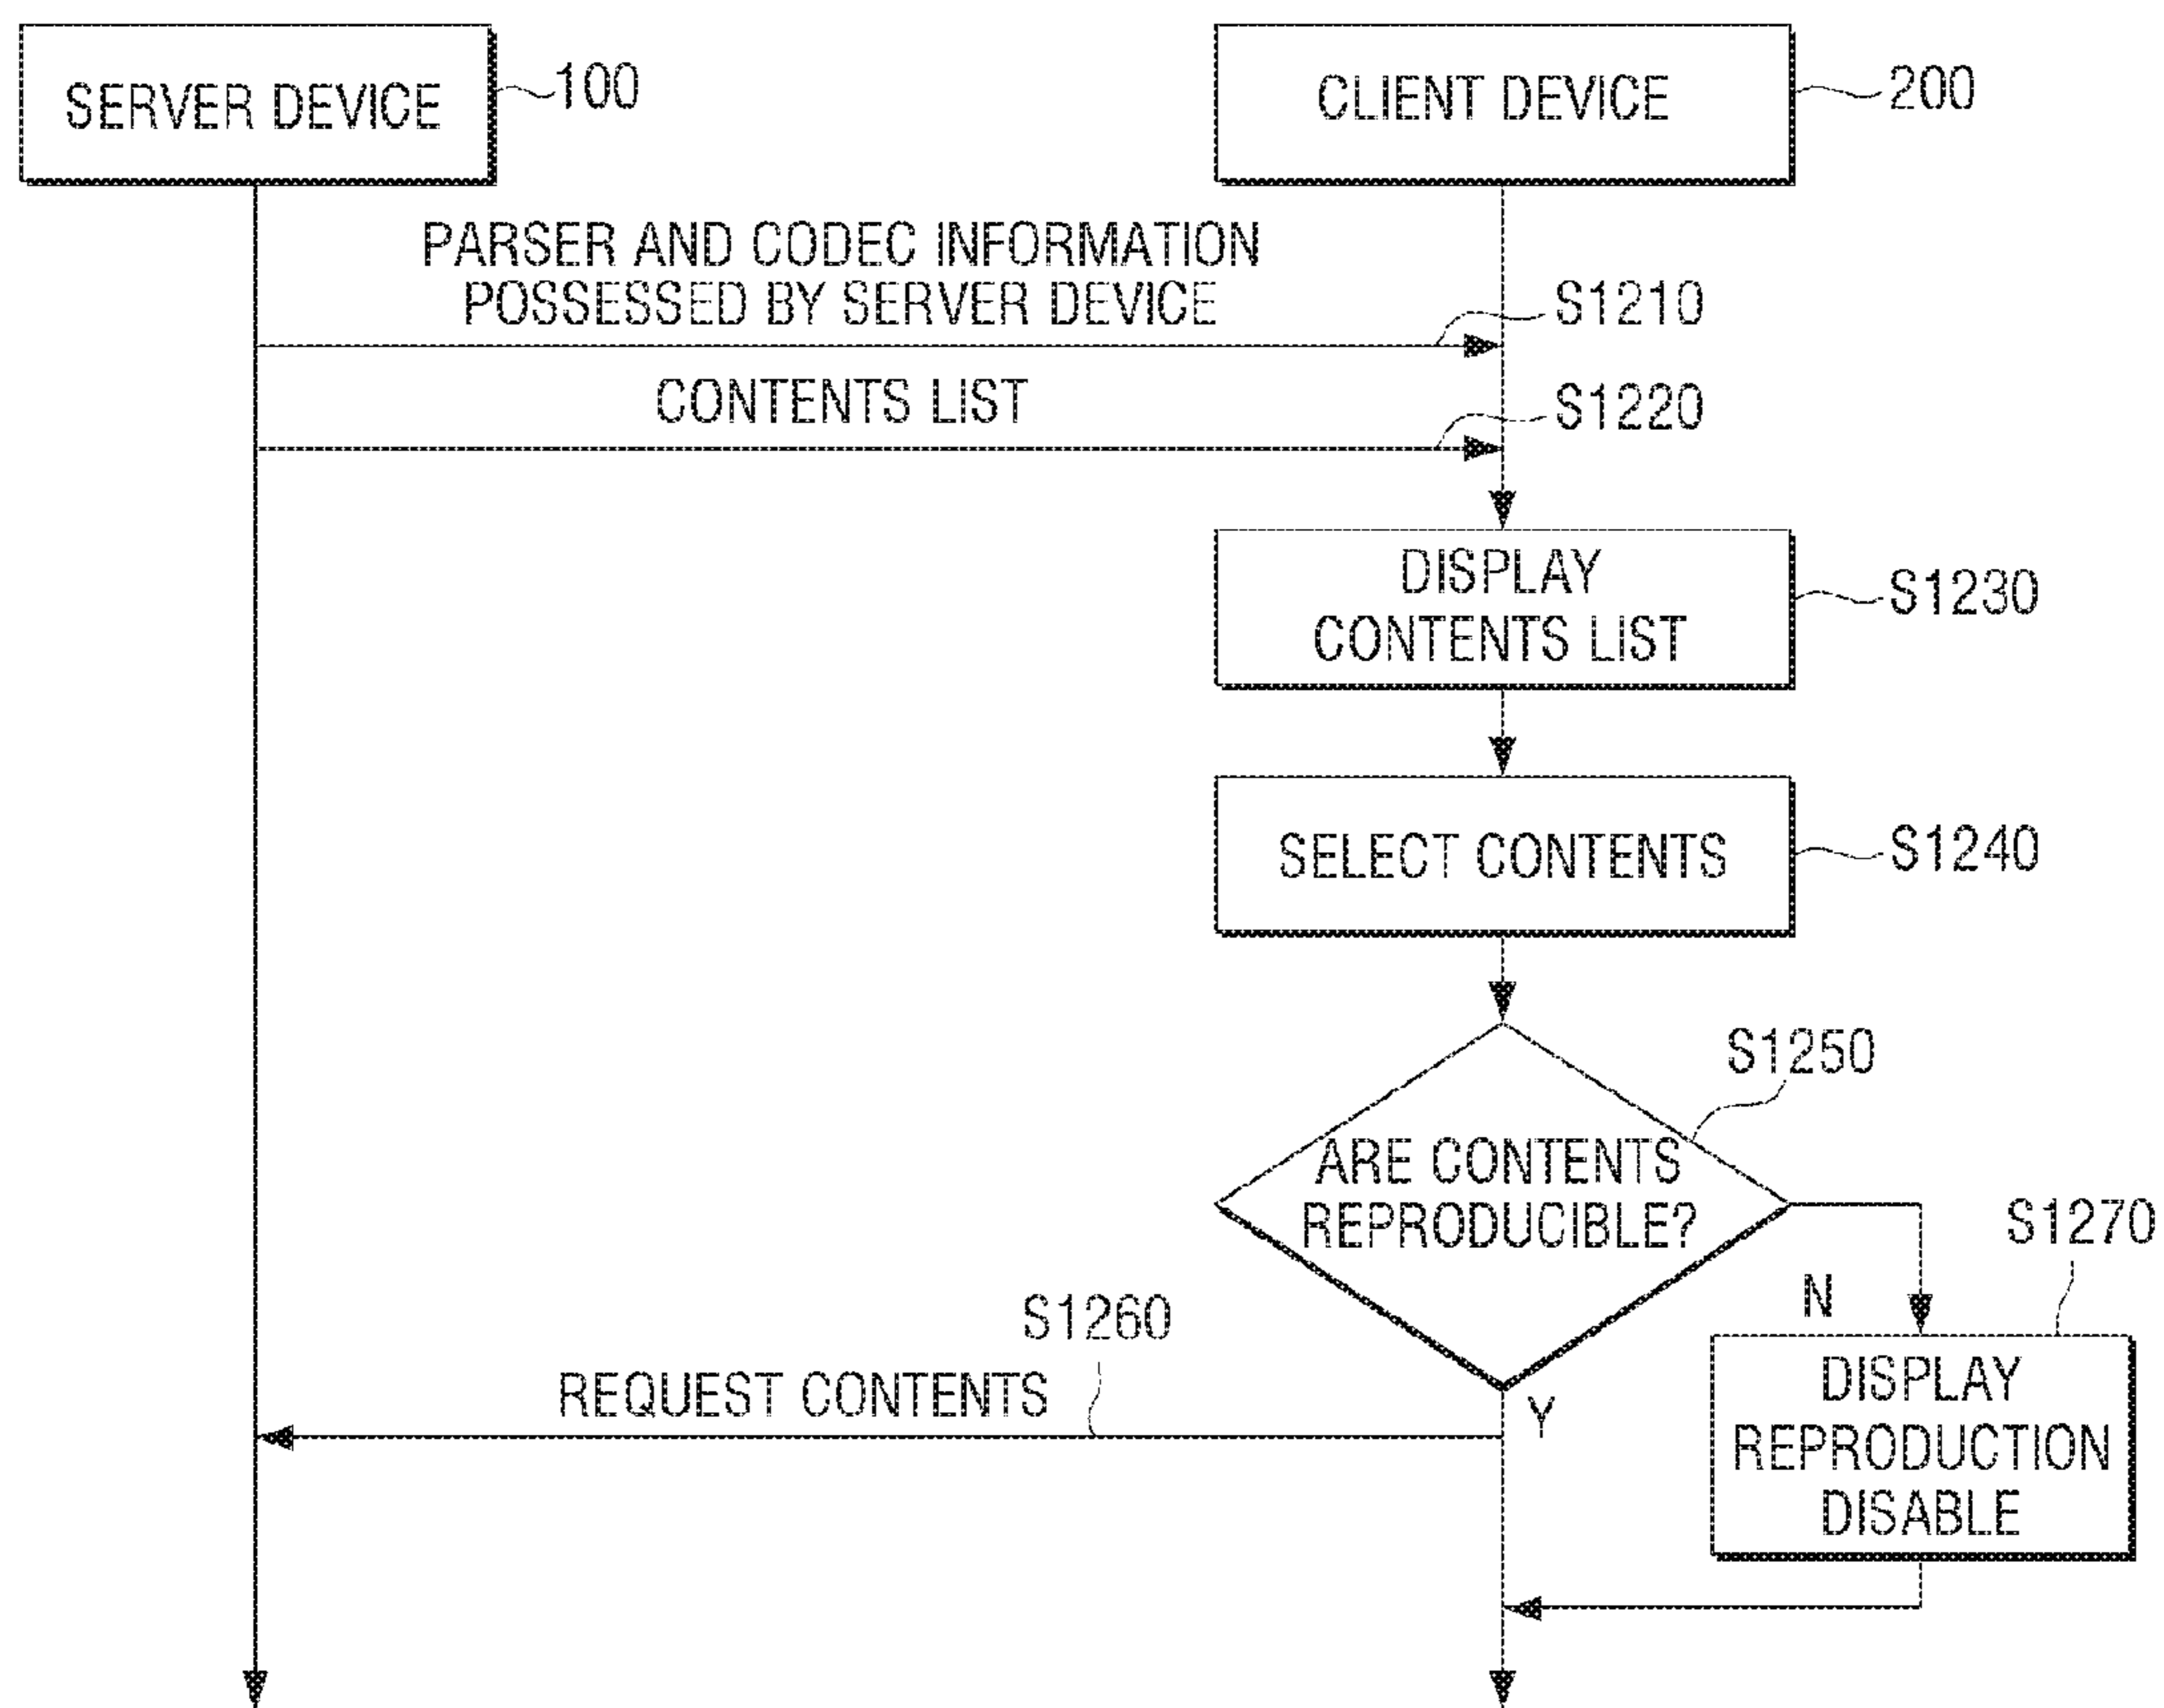 SERVER DEVICE
100
CLIENT DEVICE
200
PARSER AND CODEC INFORMATION
POSSESSED BY SERVER DEVICE
S1210
CONTENTS LIST
S1220
DISPLAY
CONTENTS LIST
S1230
SELECT CONTENTS
S1240
S1250
ARE CONTENTS
REPRODUCIBLE?
S1270
N
S1260
REQUEST CONTENTS
Y
DISPLAY
REPRODUCTION
DISABLE